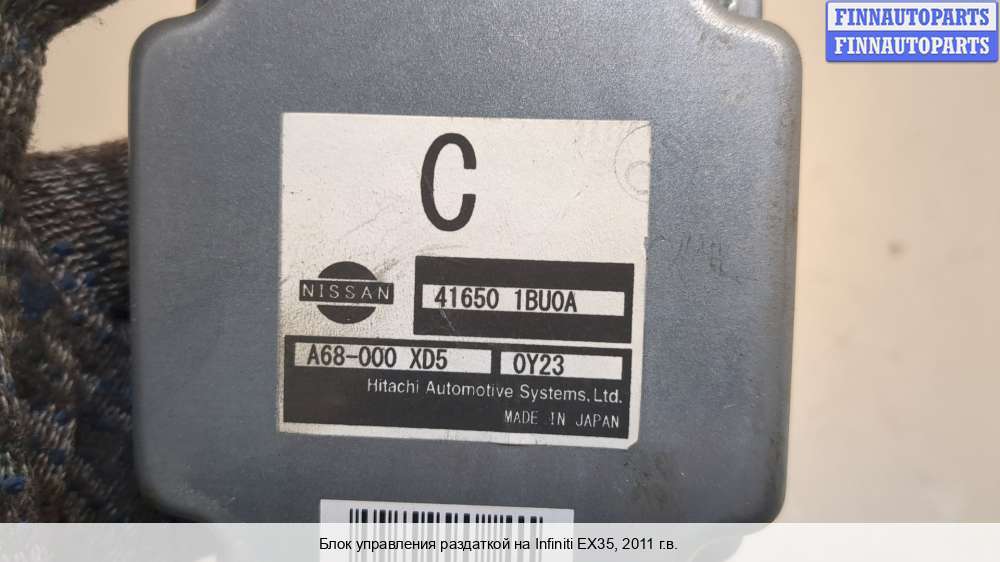 FINNAUTOPARTS
FINNAUTOPARTS
C
NISSAN
41650 1BU0A
A68-000 XD5
0Y23
Hitachi Automotive Systems, Ltd.
MADE IN JAPAN
Блок управления раздаткой на Infiniti EX35, 2011 г.в.